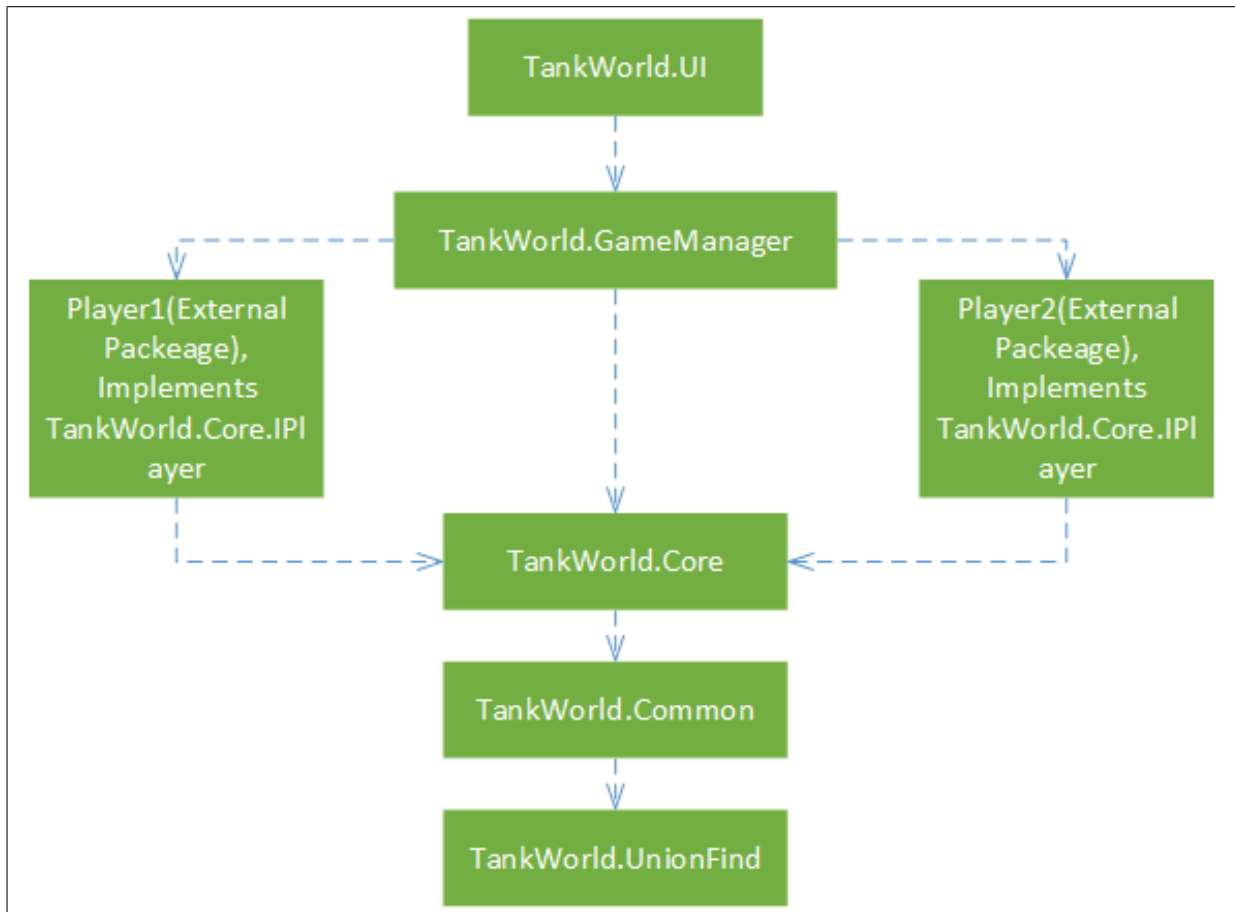 TankWorld.UI
TankWorld.GameManager
Player1(External
Packeage),
Implements
TankWorld.Core.IPl
ayer
Player2(External
Packeage),
Implements
TankWorld.Core.IPl
ayer
TankWorld.Core
TankWorld.Common
TankWorld.UnionFind